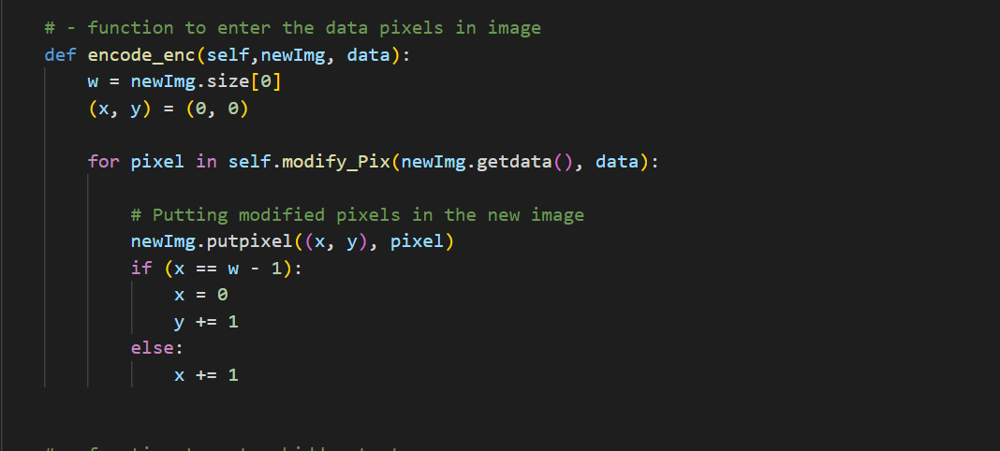 # - function to enter the data pixels in image
def encode_enc(self,newImg, data):
    w = newImg.size[0]
    (x, y) = (0, 0)

    for pixel in self.modify_Pix(newImg.getdata(), data):

        # Putting modified pixels in the new image
        newImg.putpixel((x, y), pixel)
        if (x == w - 1):
            x = 0
            y += 1
        else:
            x += 1